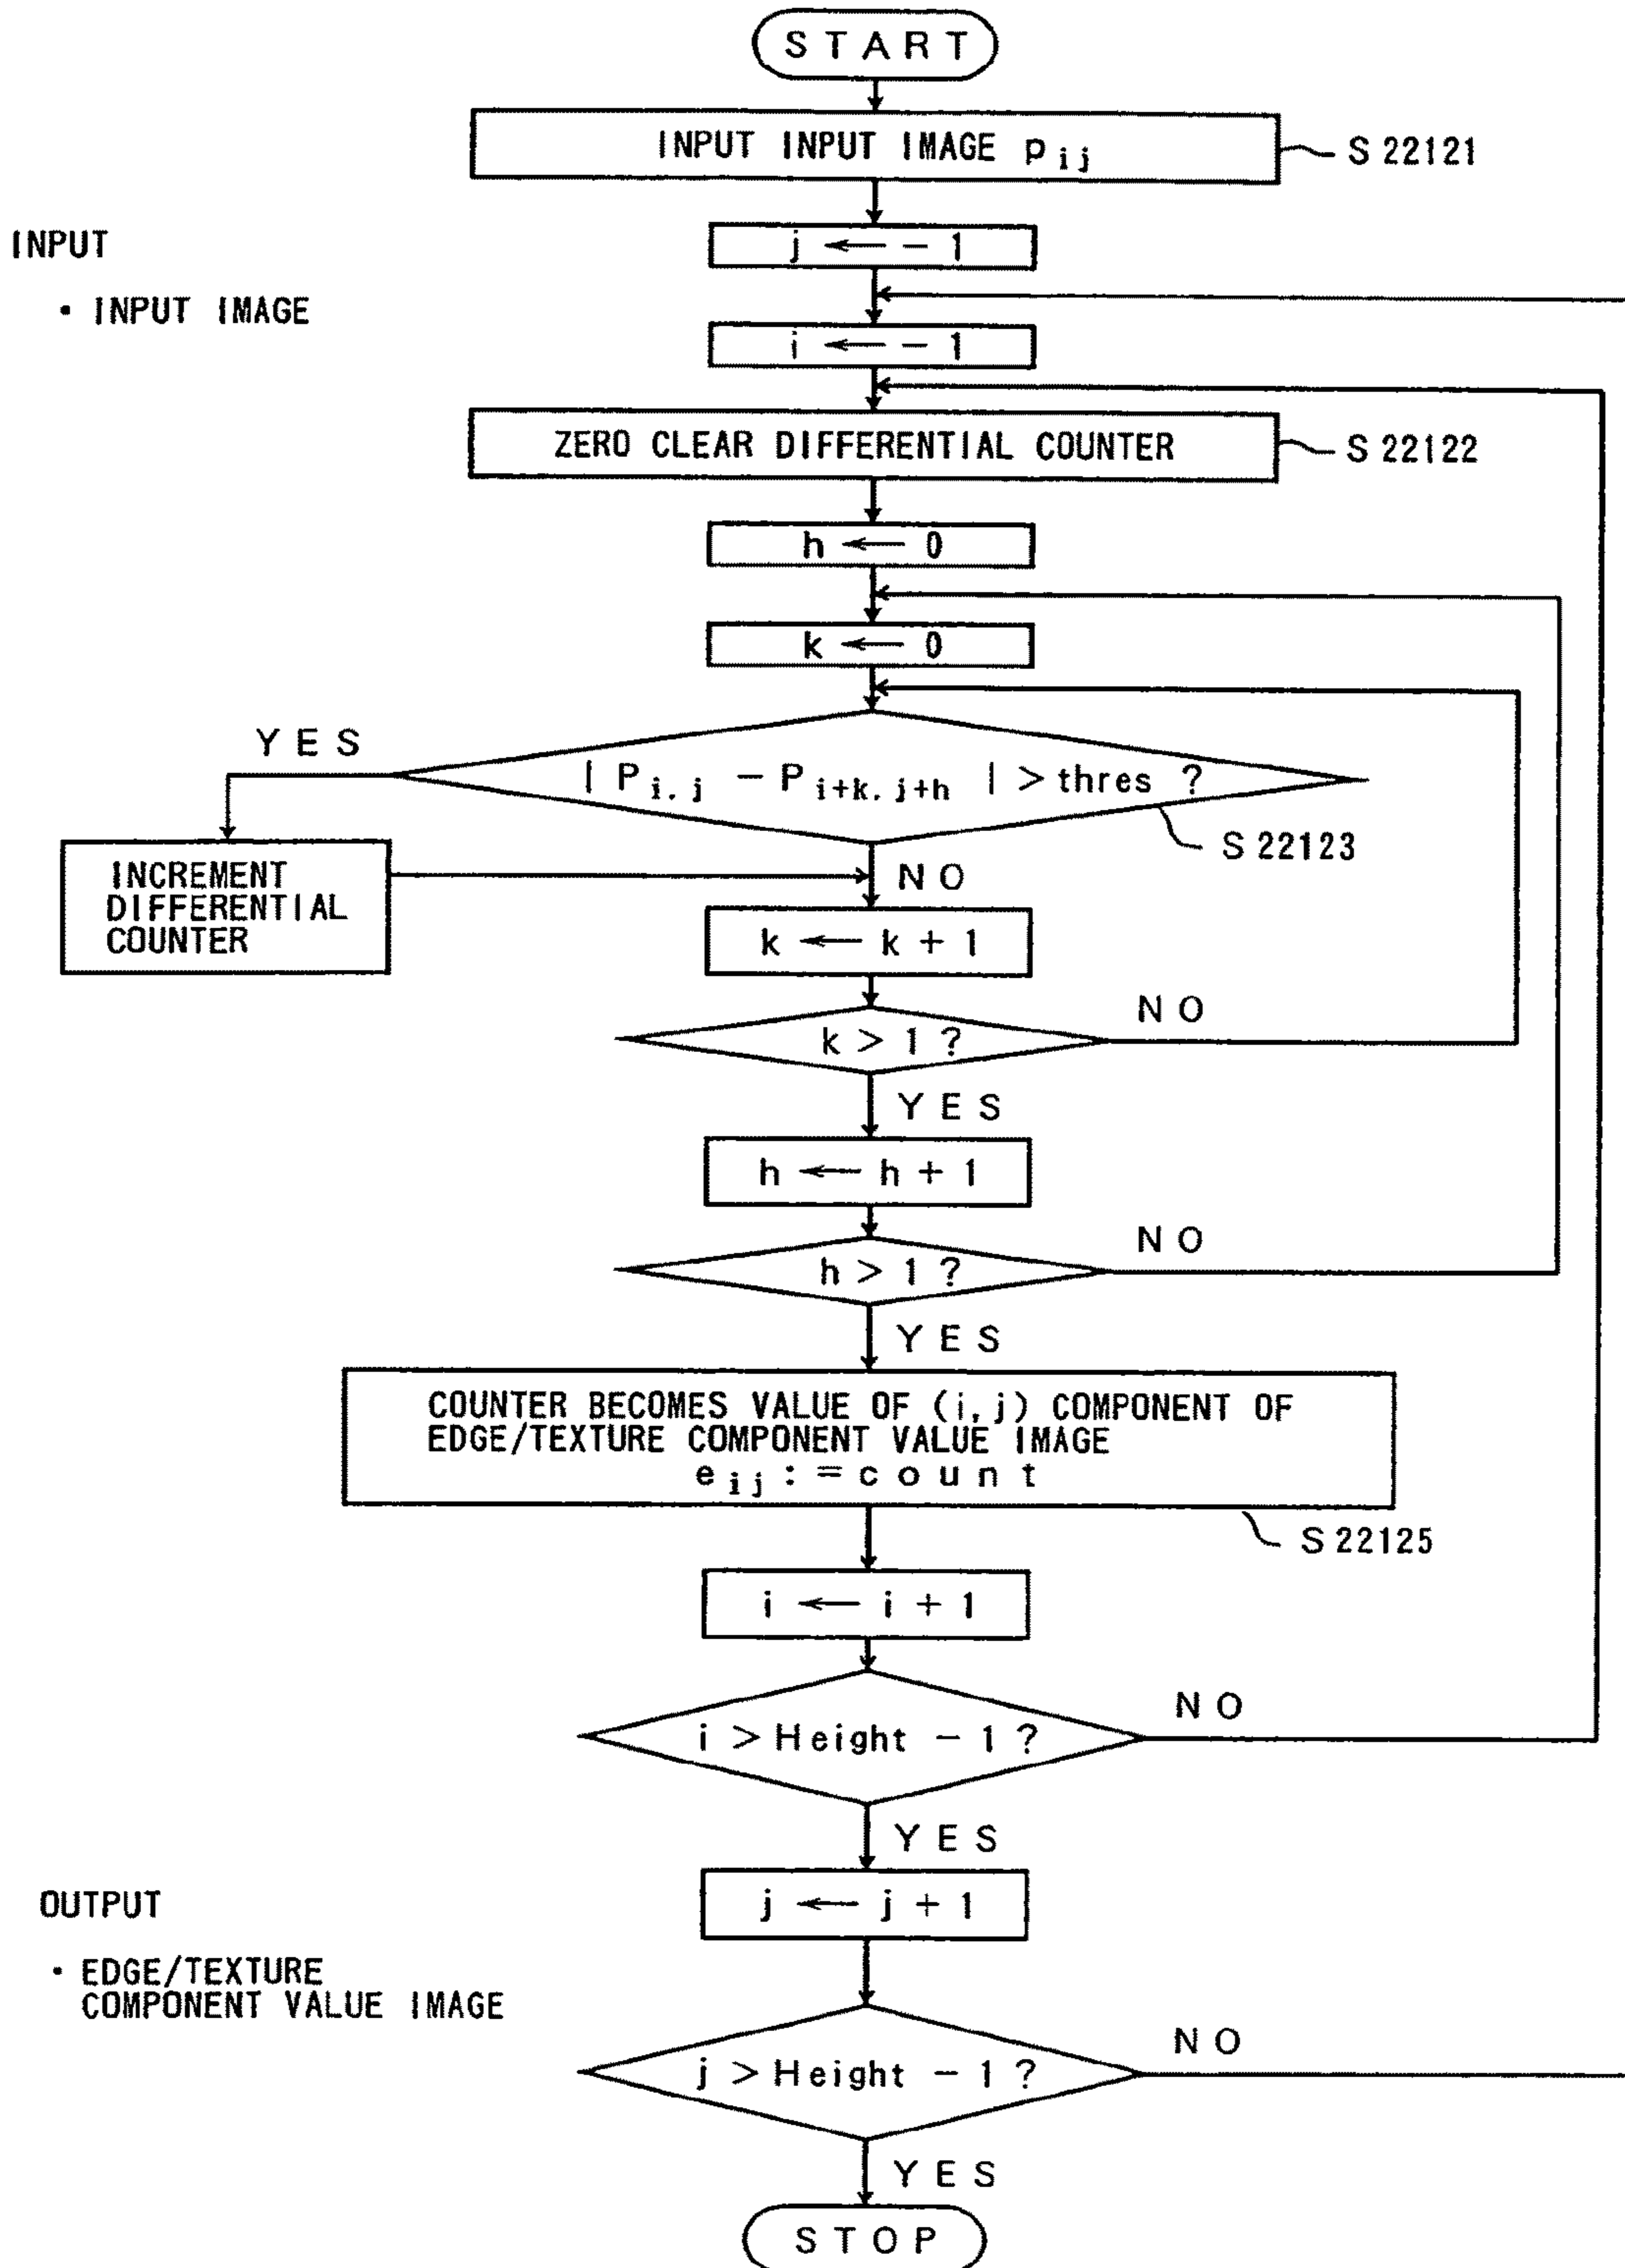 START
INPUT INPUT IMAGE p i j
S 22121
INPUT
j ← - 1
• INPUT IMAGE
i ← - 1
ZERO CLEAR DIFFERENTIAL COUNTER
S 22122
h ← 0
k ← 0
YES
| P i, j - P i+k, j+h | > thres ?
S 22123
INCREMENT
DIFFERENTIAL
COUNTER
NO
k ← k + 1
k > 1 ?
NO
YES
h ← h + 1
h > 1 ?
NO
YES
COUNTER BECOMES VALUE OF (i, j) COMPONENT OF
EDGE/TEXTURE COMPONENT VALUE IMAGE
e i j : = count
S 22125
i ← i + 1
i > Height - 1 ?
NO
YES
j ← j + 1
OUTPUT
• EDGE/TEXTURE
COMPONENT VALUE IMAGE
j > Height - 1 ?
NO
YES
STOP